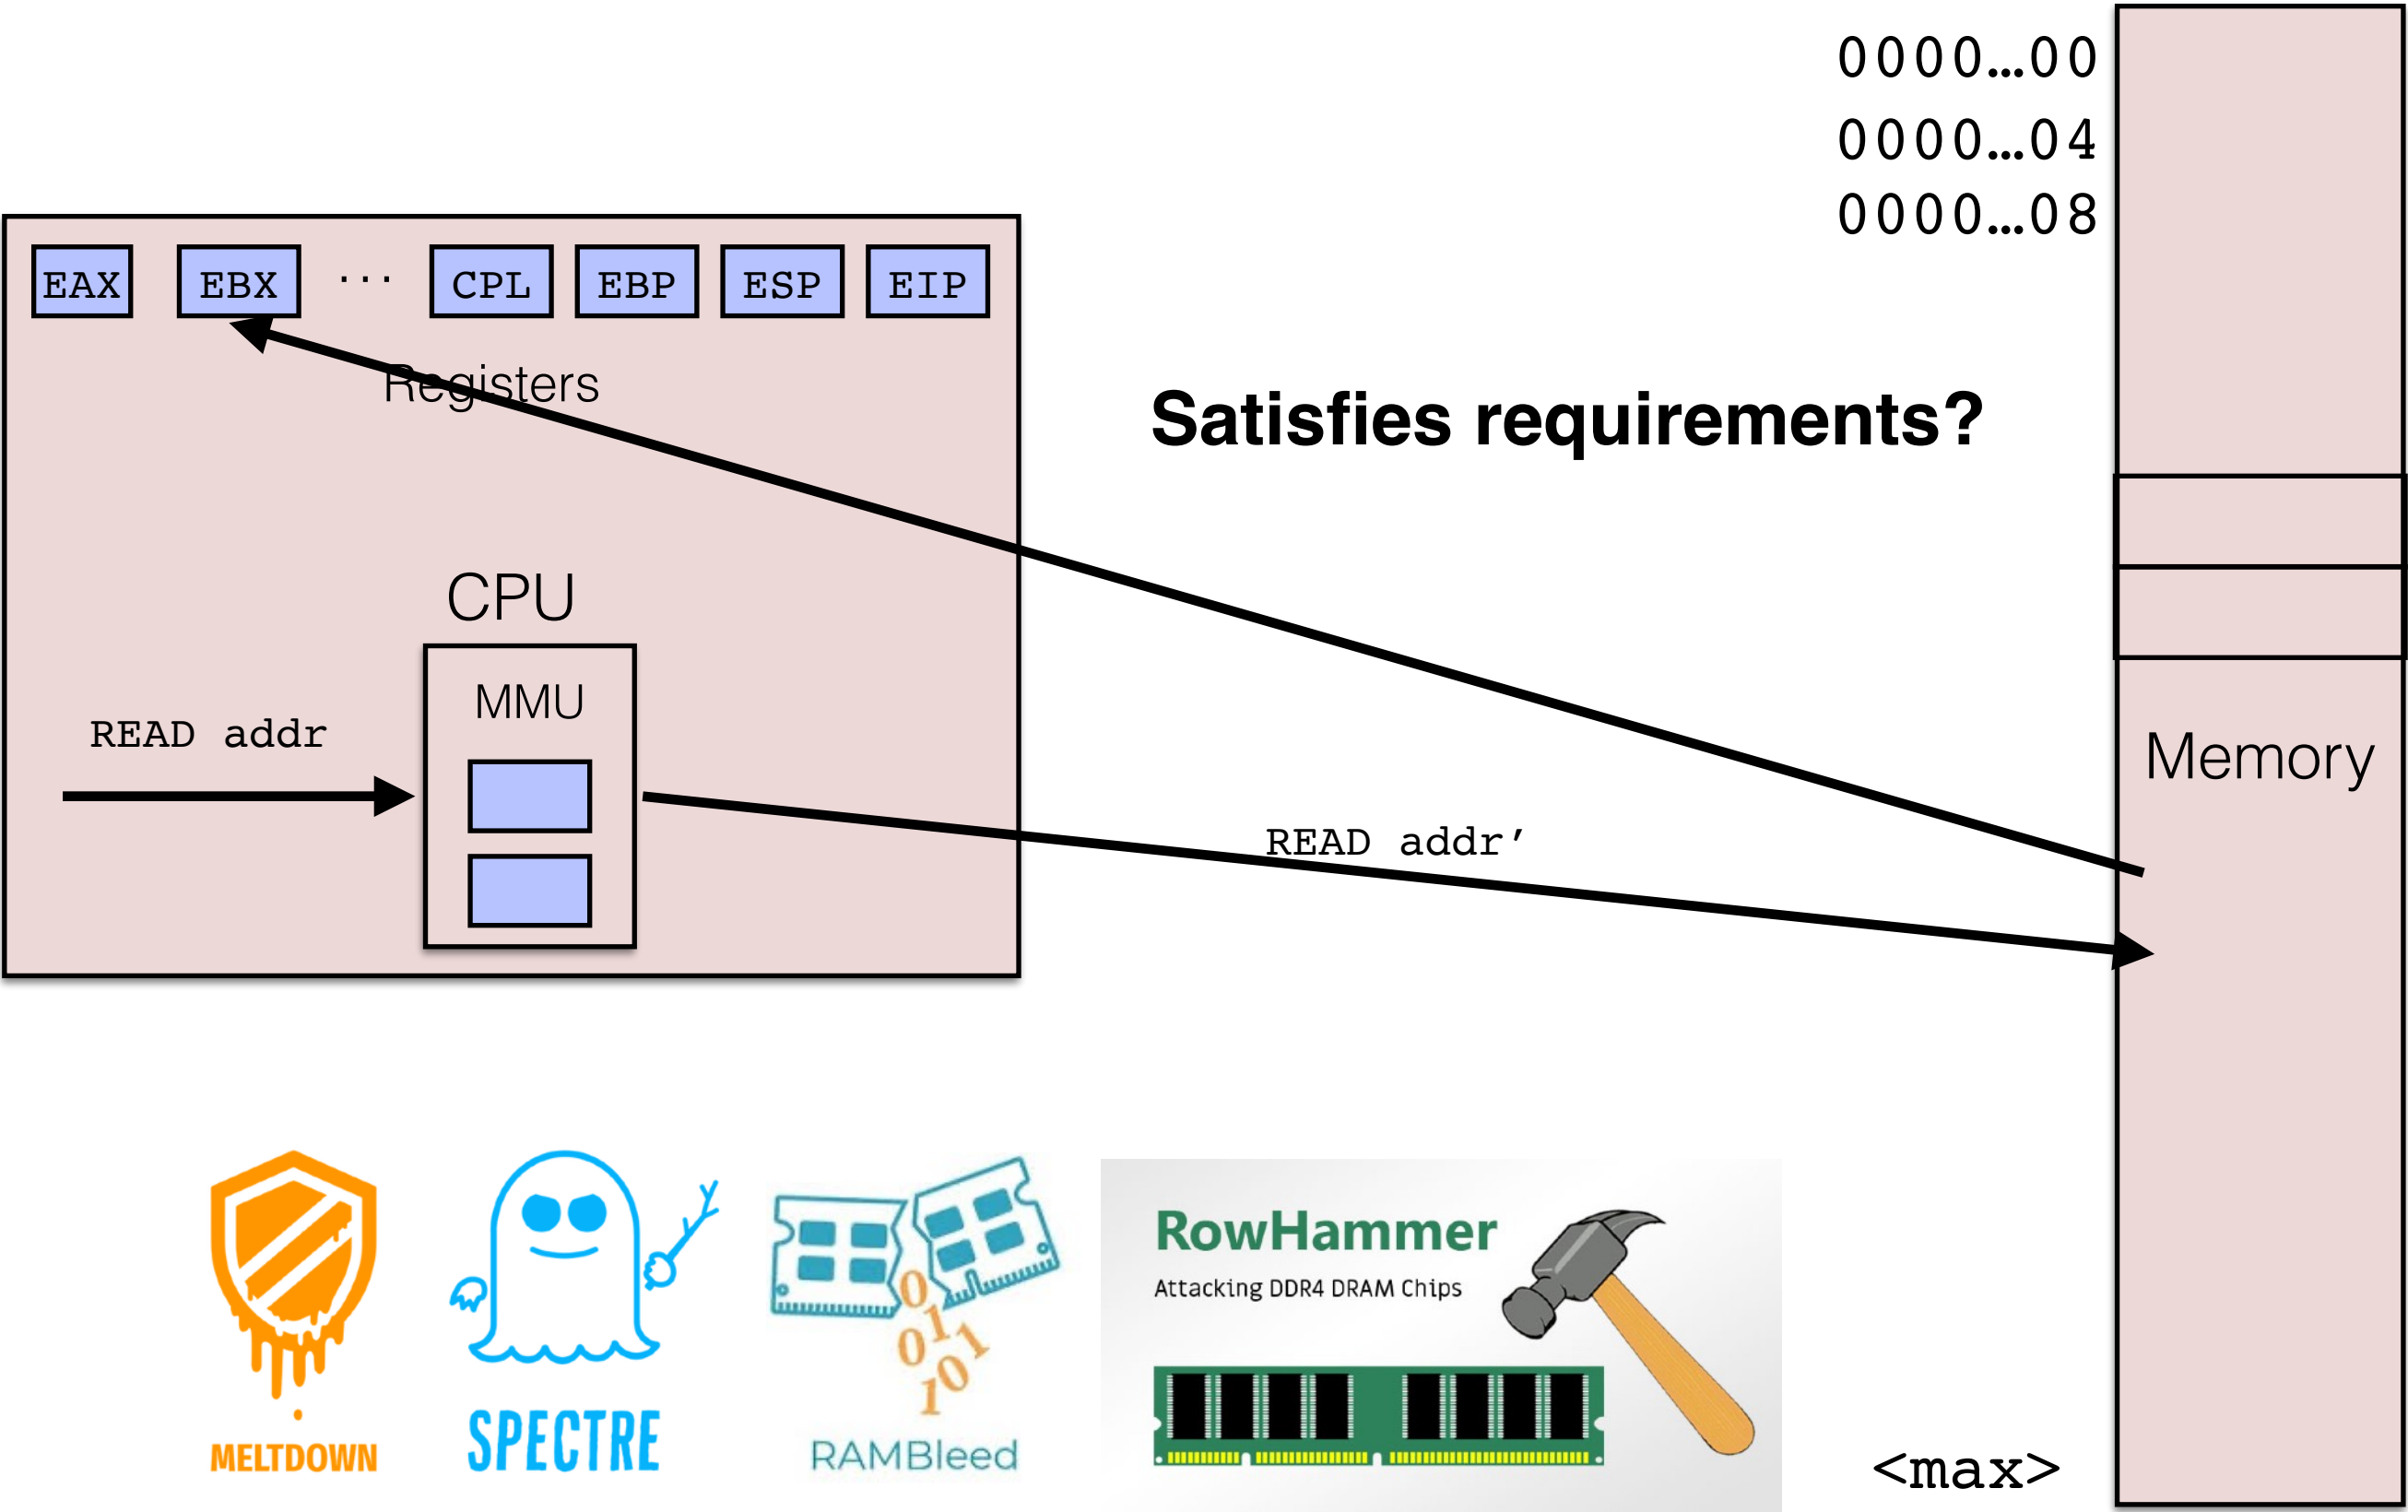 0000…00
0000…04
0000…08
EAX EBX ... CPL EBP ESP EIP
Registers
Satisfies requirements?
CPU
MMU
READ addr
Memory
READ addr’
RowHammer
Attacking DDR4 DRAM Chips
0
1
0 1
0
1
MELTDOWN
SPECTRE
RAMBleed
<max>